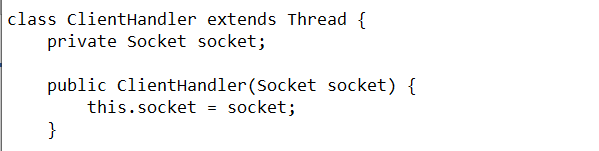 class ClientHandler extends Thread {
    private Socket socket;

    public ClientHandler(Socket socket) {
        this.socket = socket;
    }